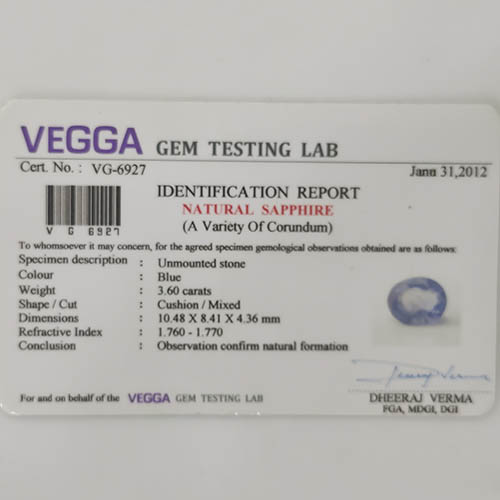 VEGGA GEM TESTING LAB
Cert. No. : VG-6927
Jann 31,2012
V G 6927
IDENTIFICATION REPORT
NATURAL SAPPHIRE
(A Variety Of Corundum)
To whomsoever it may concern, for the agreed specimen gemological observations obtained are as follows:
Specimen description : Unmounted stone
Colour : Blue
Weight : 3.60 carats
Shape / Cut : Cushion / Mixed
Dimensions : 10.48 X 8.41 X 4.36 mm
Refractive Index : 1.760 - 1.770
Conclusion : Observation confirm natural formation
For and on behalf of the VEGGA GEM TESTING LAB
DHEERAJ VERMA
FGA, MDGI, DGI